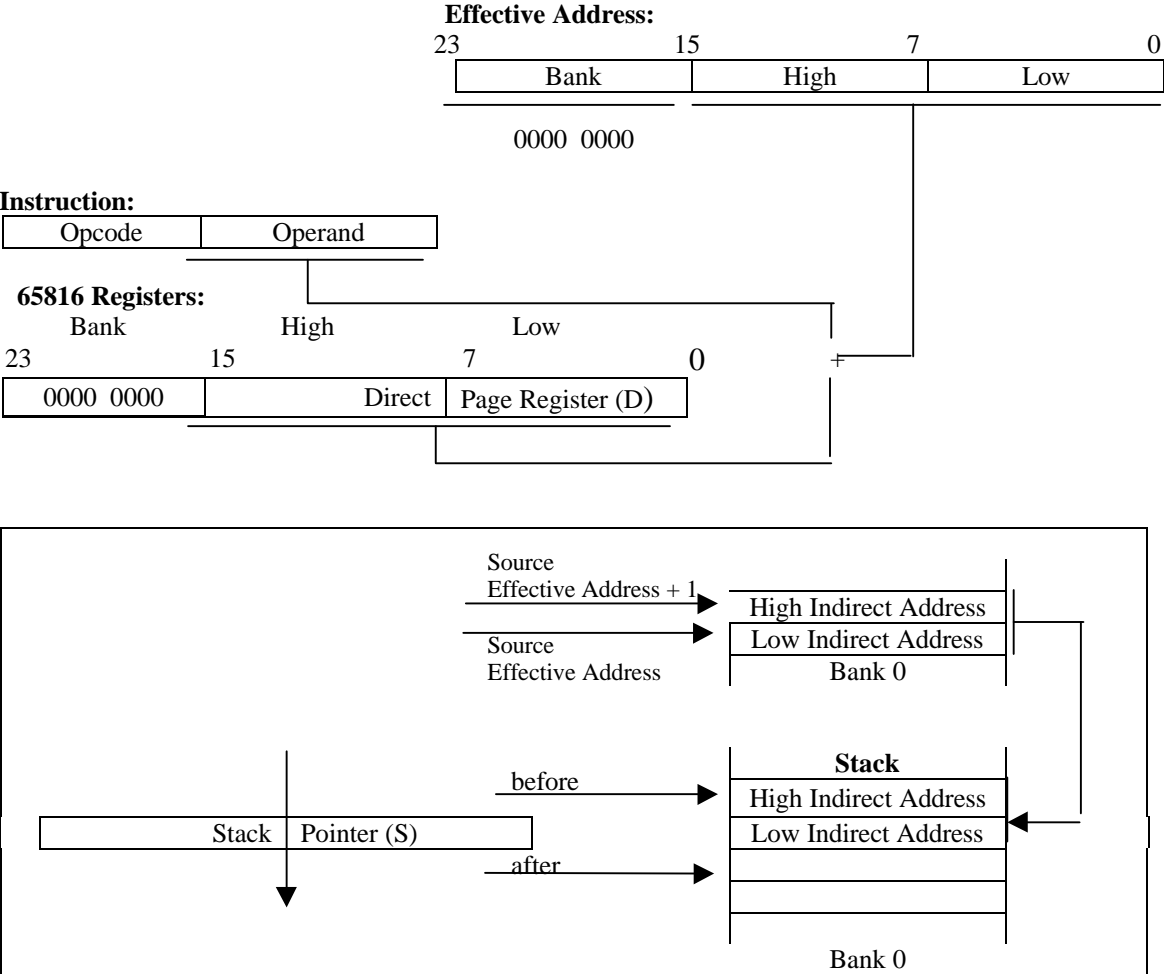 Effective Address:
23 15 7 0
Bank High Low
0000 0000
Instruction:
Opcode Operand
65816 Registers:
Bank High Low
23 15 7 0 +
0000 0000 Direct Page Register (D)
Source
Effective Address + 1
High Indirect Address
Low Indirect Address
Source
Effective Address
Bank 0
Stack
before
High Indirect Address
Stack Pointer (S)
Low Indirect Address
after
Bank 0